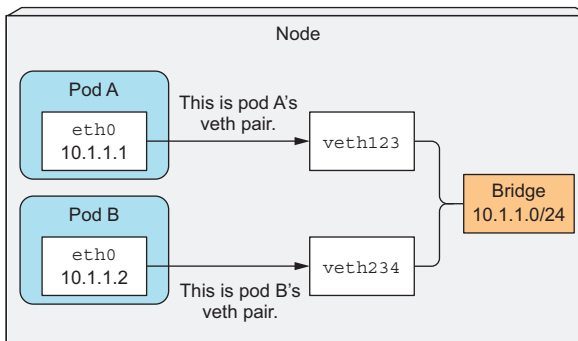 Node
Pod A
eth0
10.1.1.1
This is pod A's
veth pair.
veth123
Bridge
10.1.1.0/24
Pod B
eth0
10.1.1.2
This is pod B's
veth pair.
veth234